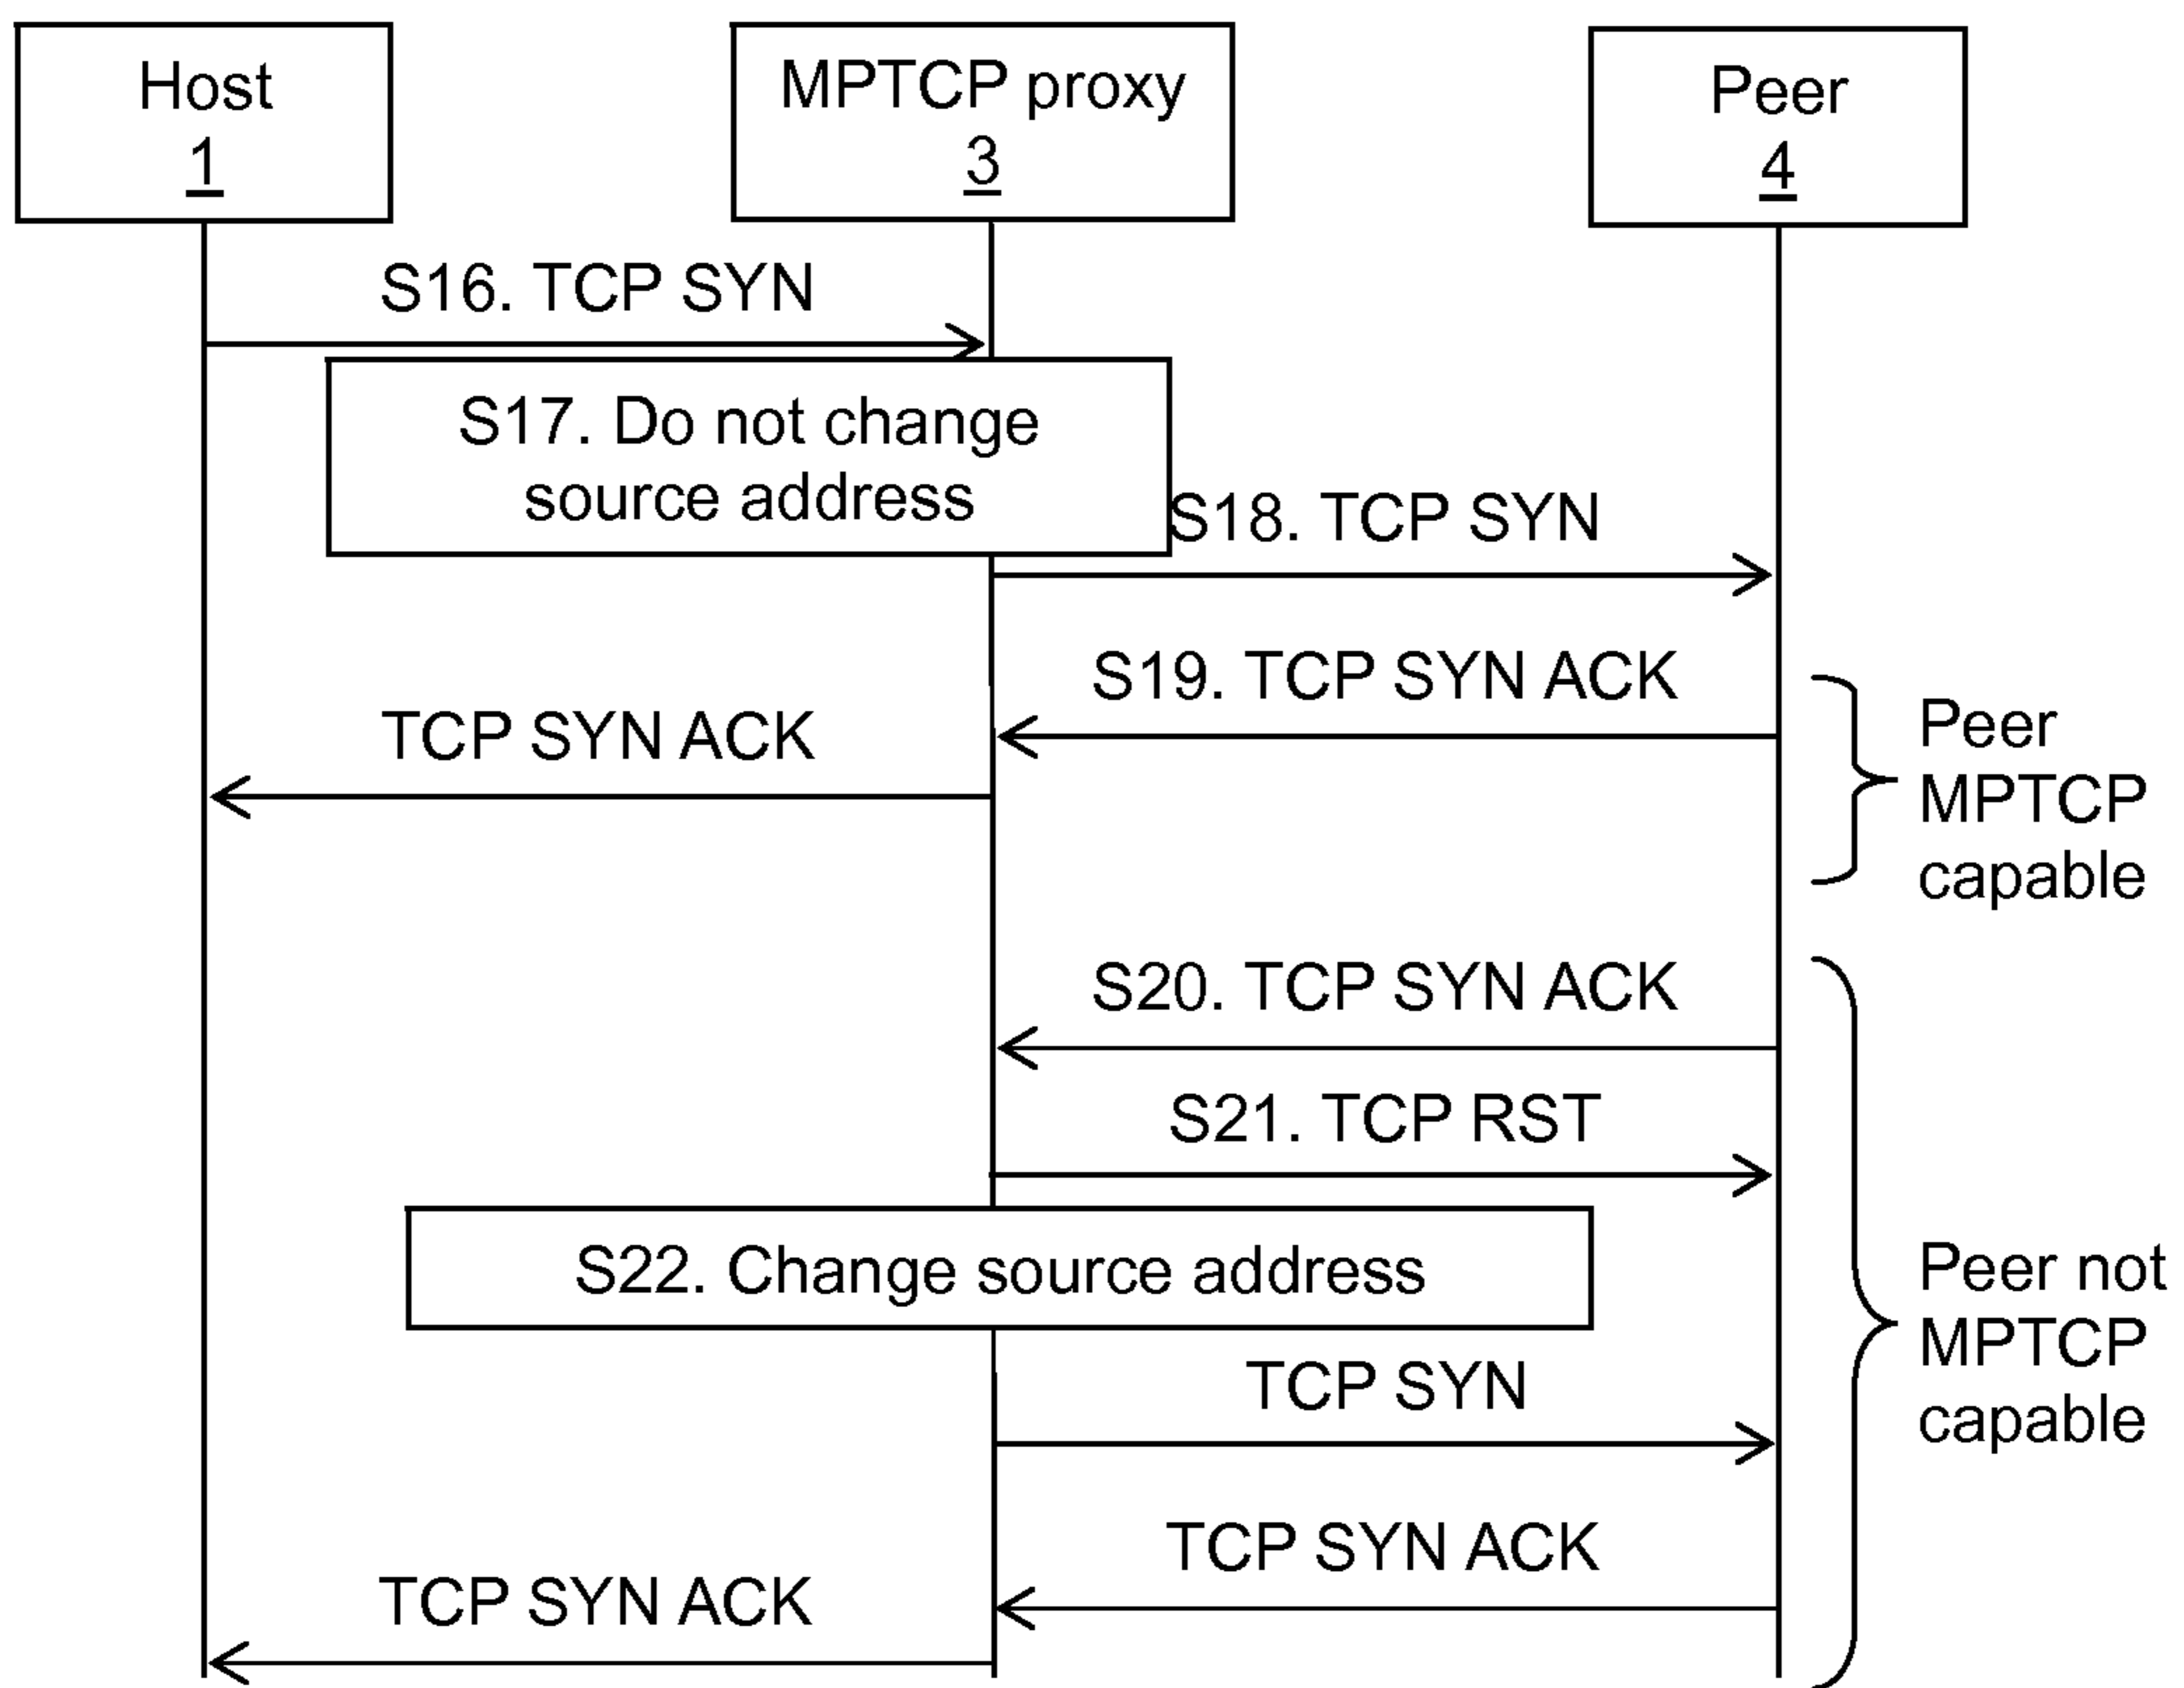 Host
1
MPTCP proxy
3
Peer
4
S16. TCP SYN
S17. Do not change
source address
S18. TCP SYN
S19. TCP SYN ACK
TCP SYN ACK
Peer
MPTCP
capable
S20. TCP SYN ACK
S21. TCP RST
S22. Change source address
Peer not
MPTCP
capable
TCP SYN
TCP SYN ACK
TCP SYN ACK